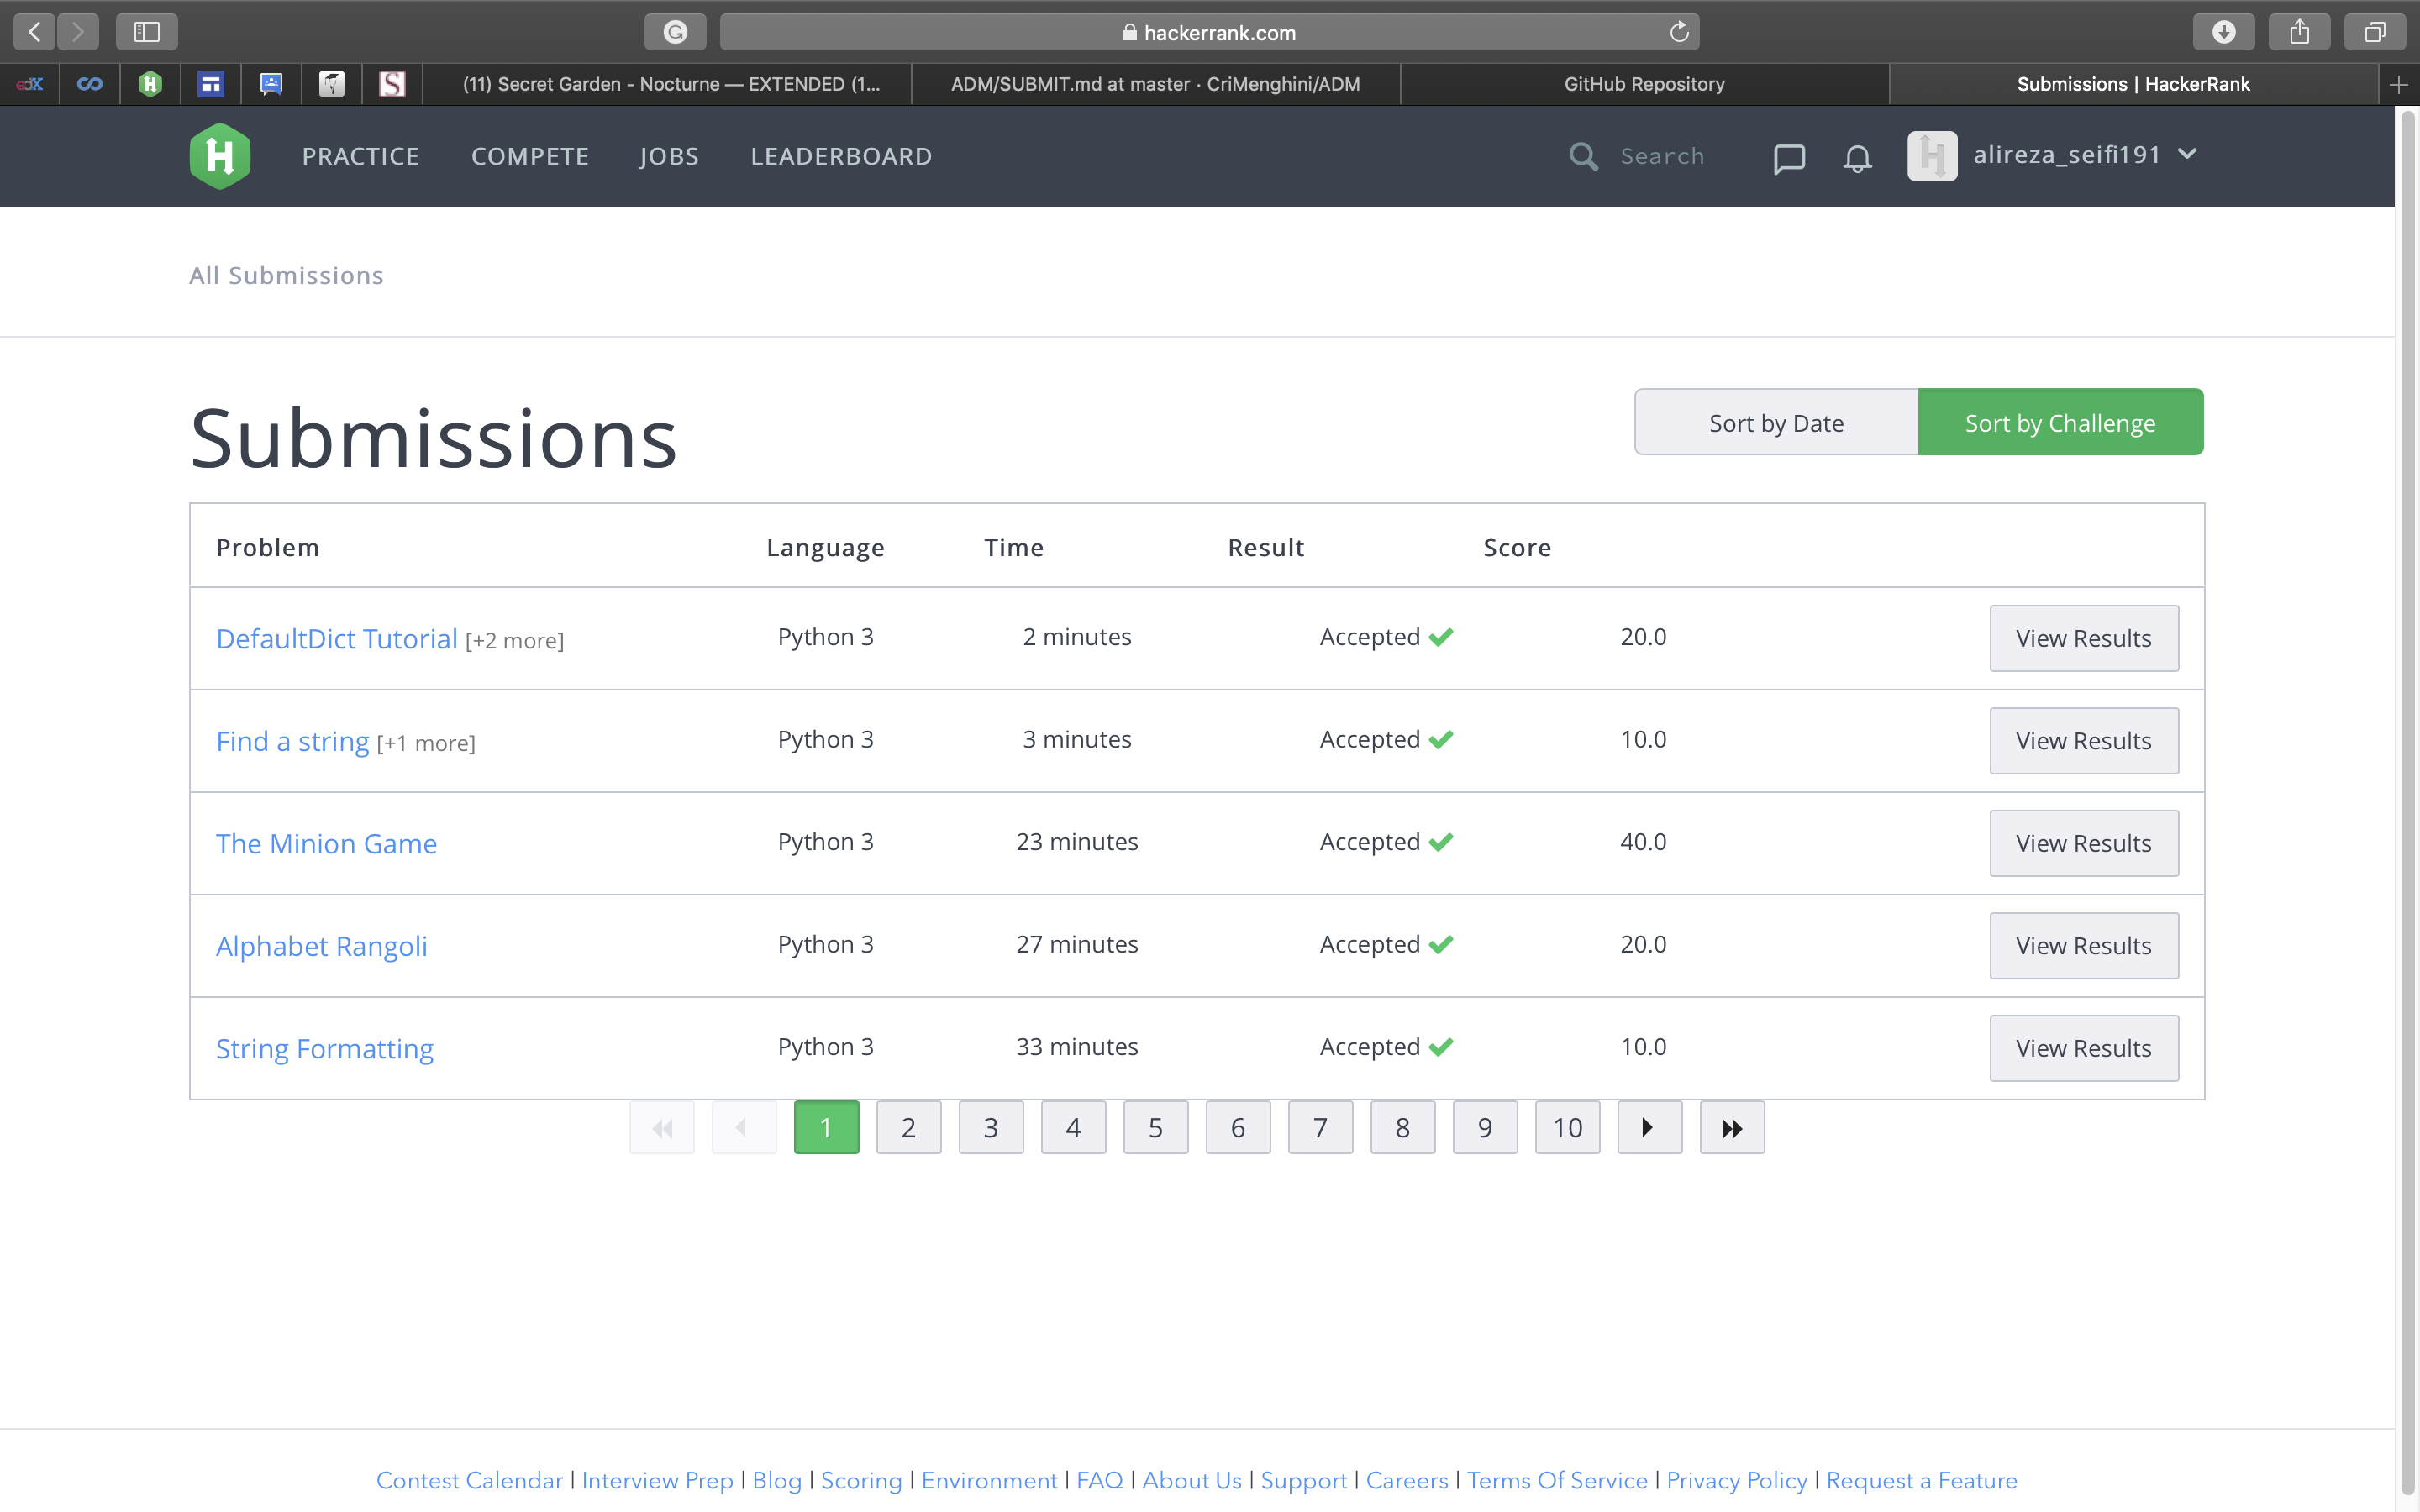 hackerrank.com
(11) Secret Garden - Nocturne — EXTENDED (1... ADM/SUBMIT.md at master · CriMenghini/ADM GitHub Repository Submissions | HackerRank
PRACTICE COMPETE JOBS LEADERBOARD Search alireza_seifi191
All Submissions
Submissions
Sort by Date Sort by Challenge
Problem Language Time Result Score
DefaultDict Tutorial [+2 more] Python 3 2 minutes Accepted 20.0 View Results
Find a string [+1 more] Python 3 3 minutes Accepted 10.0 View Results
The Minion Game Python 3 23 minutes Accepted 40.0 View Results
Alphabet Rangoli Python 3 27 minutes Accepted 20.0 View Results
String Formatting Python 3 33 minutes Accepted 10.0 View Results
1 2 3 4 5 6 7 8 9 10
Contest Calendar | Interview Prep | Blog | Scoring | Environment | FAQ | About Us | Support | Careers | Terms Of Service | Privacy Policy | Request a Feature